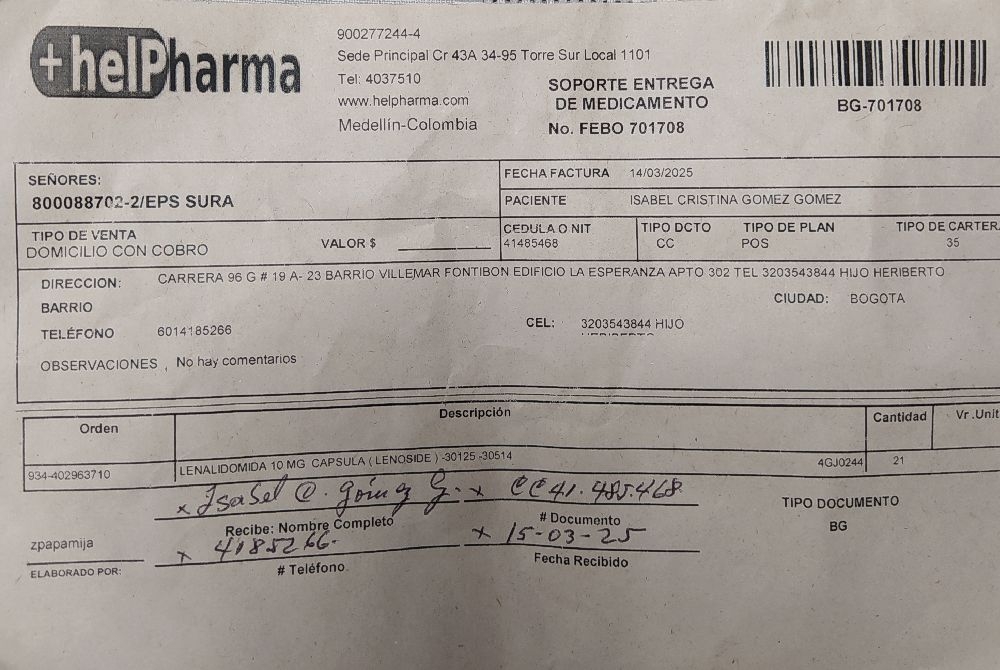 +helPharma
900277244-4
Sede Principal Cr 43A 34-95 Torre Sur Local 1101
Tel: 4037510
www.helpharma.com
Medellín-Colombia
SOPORTE ENTREGA
DE MEDICAMENTO
No. FEBO 701708
BG-701708
SEÑORES:
800088702-2/EPS SURA
FECHA FACTURA 14/03/2025
PACIENTE ISABEL CRISTINA GOMEZ GOMEZ
TIPO DE VENTA
DOMICILIO CON COBRO
VALOR $
CEDULA O NIT
41485468
TIPO DCTO
CC
TIPO DE PLAN
POS
TIPO DE CARTER
35
DIRECCION: CARRERA 96 G # 19 A- 23 BARRIO VILLEMAR FONTIBON EDIFICIO LA ESPERANZA APTO 302 TEL 3203543844 HIJO HERIBERTO
BARRIO
CIUDAD: BOGOTA
TELÉFONO 6014185266
CEL: 3203543844 HIJO
OBSERVACIONES , No hay comentarios
Orden Descripción Cantidad Vr.Unit
934-402963710 LENALIDOMIDA 10 MG CAPSULA ( LENOSIDE ) -30125 -30514 4GJ0244 21
x Isabel C. Gómez G. x CC 41.485.468
Recibe: Nombre Completo # Documento
TIPO DOCUMENTO
BG
zpapamija
x 4185266. x 15-03-25
ELABORADO POR: # Teléfono. Fecha Recibido